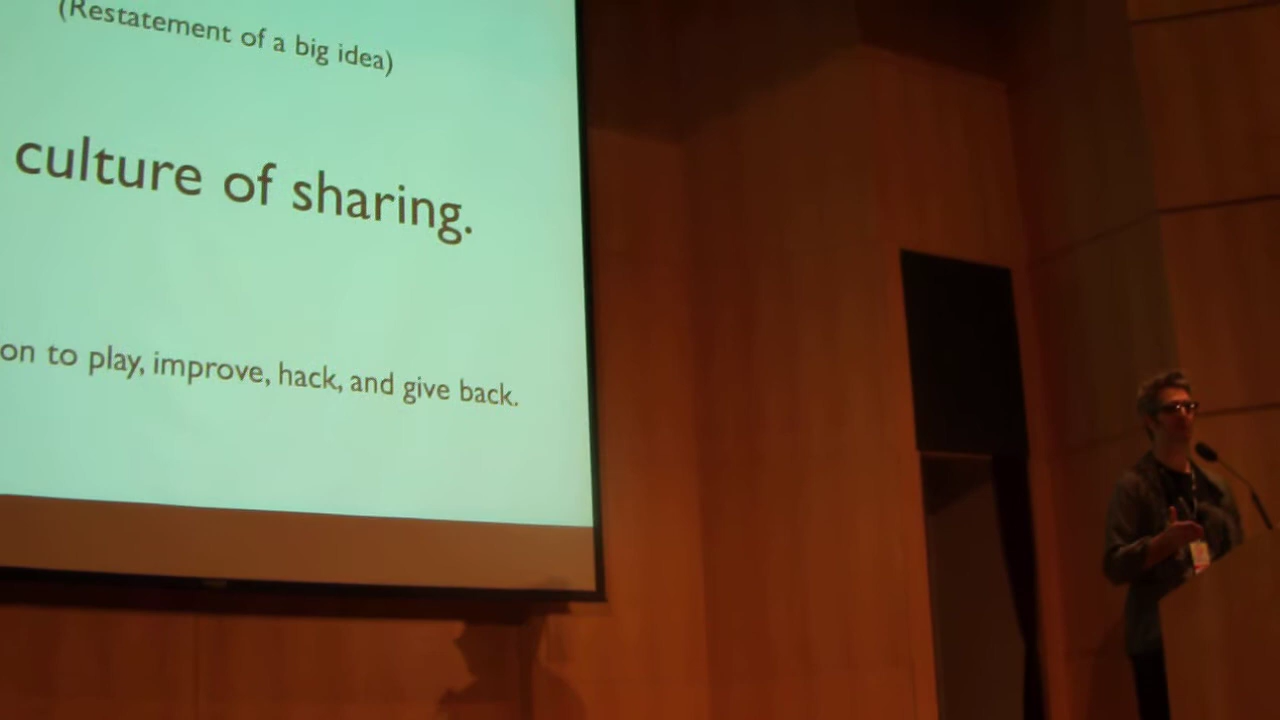 (Restatement of a big idea)
culture of sharing.
on to play, improve, hack, and give back.